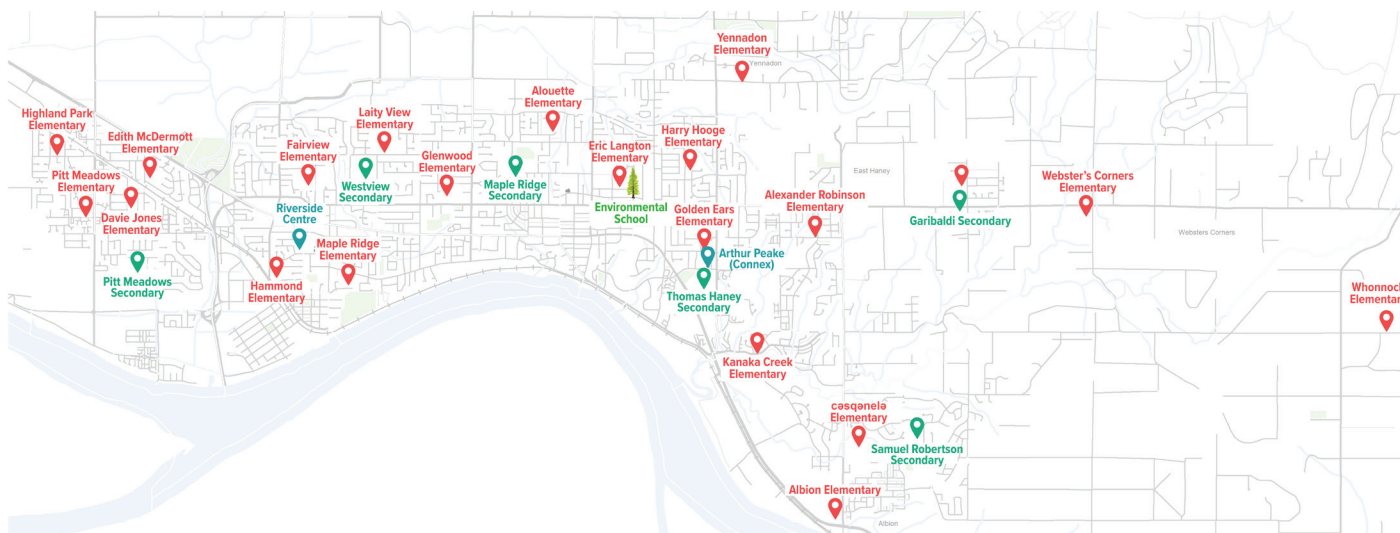 Yennadon
Elementary
Yennadon
Alouette
Elementary
Highland Park
Elementary
Edith McDermott
Elementary
Laity View
Elementary
Fairview
Elementary
Glenwood
Elementary
Eric Langton
Elementary
Harry Hooge
Elementary
Pitt Meadows
Elementary
Westview
Secondary
Maple Ridge
Secondary
East Haney
Webster's Corners
Elementary
Davie Jones
Elementary
Riverside
Centre
Environmental
School
Golden Ears
Elementary
Alexander Robinson
Elementary
Garibaldi Secondary
Websters Corners
Maple Ridge
Elementary
Arthur Peake
(Connex)
Pitt Meadows
Secondary
Hammond
Elementary
Thomas Haney
Secondary
Whonnock
Elementar
Kanaka Creek
Elementary
c̓əsqənelə
Elementary
Samuel Robertson
Secondary
Albion Elementary
Albion